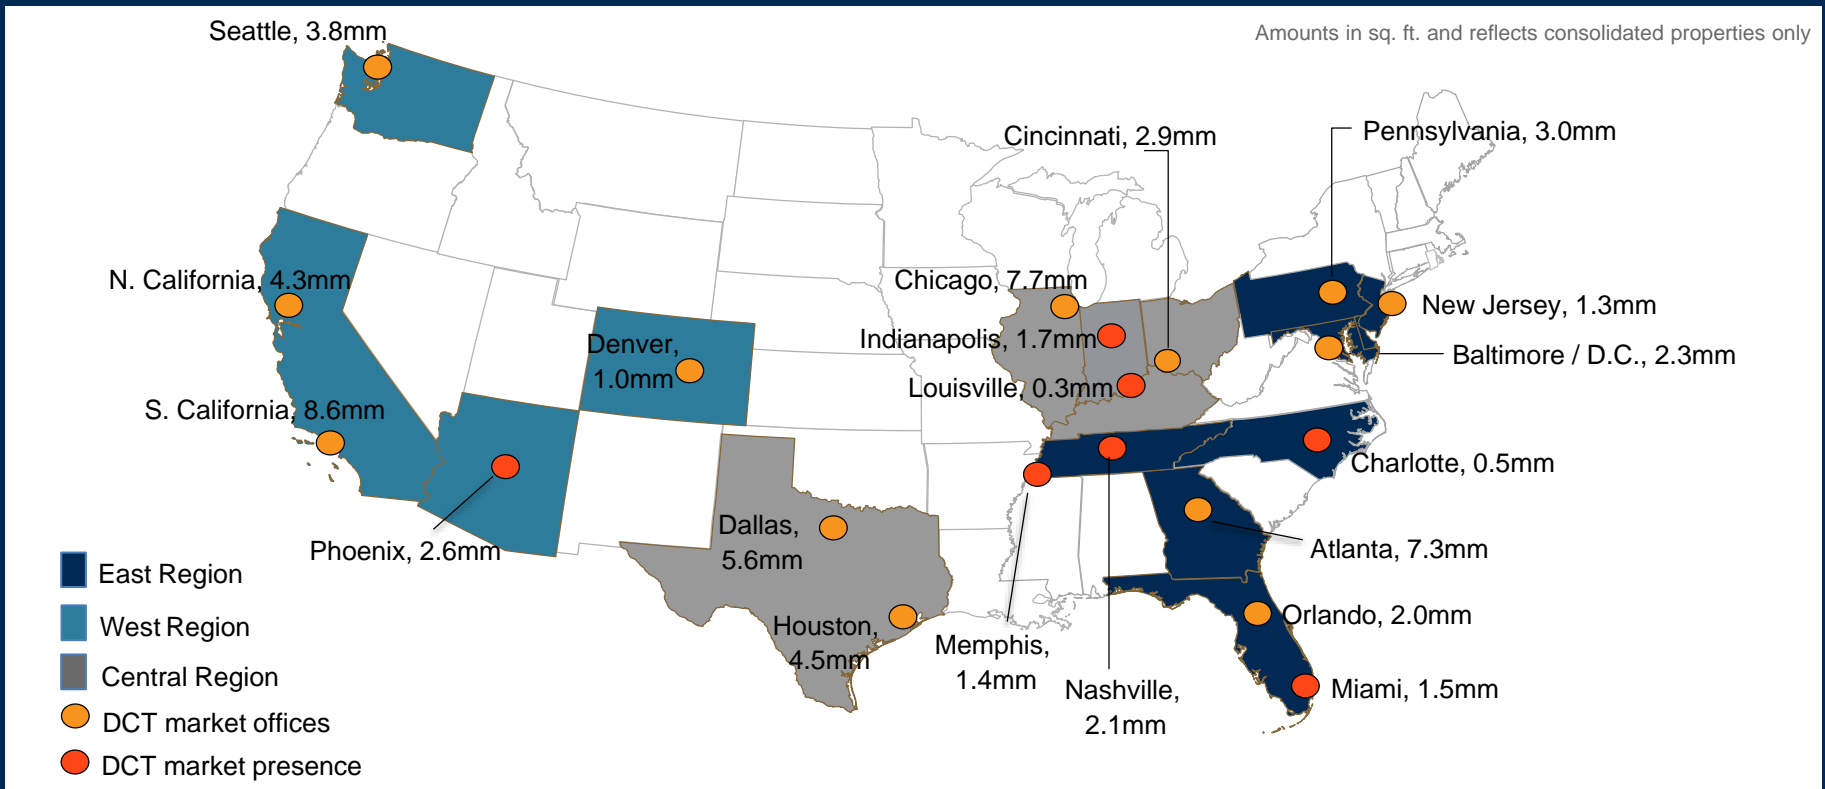 Seattle, 3.8mm
Amounts in sq. ft. and reflects consolidated properties only
Cincinnati, 2.9mm
Pennsylvania, 3.0mm
N. California, 4.3mm
Chicago, 7.7mm
New Jersey, 1.3mm
Indianapolis, 1.7mm
Denver,
1.0mm
Baltimore / D.C., 2.3mm
Louisville, 0.3mm
S. California, 8.6mm
Charlotte, 0.5mm
Phoenix, 2.6mm
Dallas,
5.6mm
Atlanta, 7.3mm
Houston,
4.5mm
Orlando, 2.0mm
Memphis,
1.4mm
Nashville,
2.1mm
Miami, 1.5mm
East Region
West Region
Central Region
DCT market offices
DCT market presence